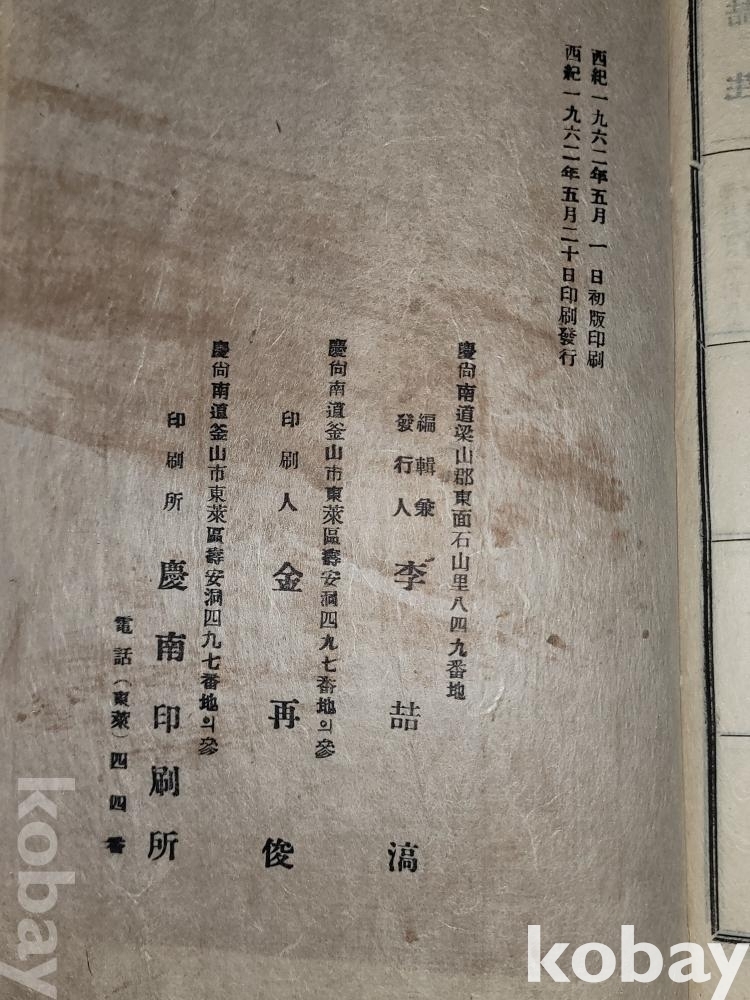 西紀一九六二年五月一日初版印刷
西紀一九六二年五月二十日印刷發行
慶尙南道梁山郡東面石山里八四九番地
編輯兼
發行人 李喆滈
慶尙南道釜山市東萊區壽安洞四九七番地의參
印刷人 金再俊
慶尙南道釜山市東萊區壽安洞四九七番地의參
印刷所 慶南印刷所
電話(東萊)四四番
kobay
kobay